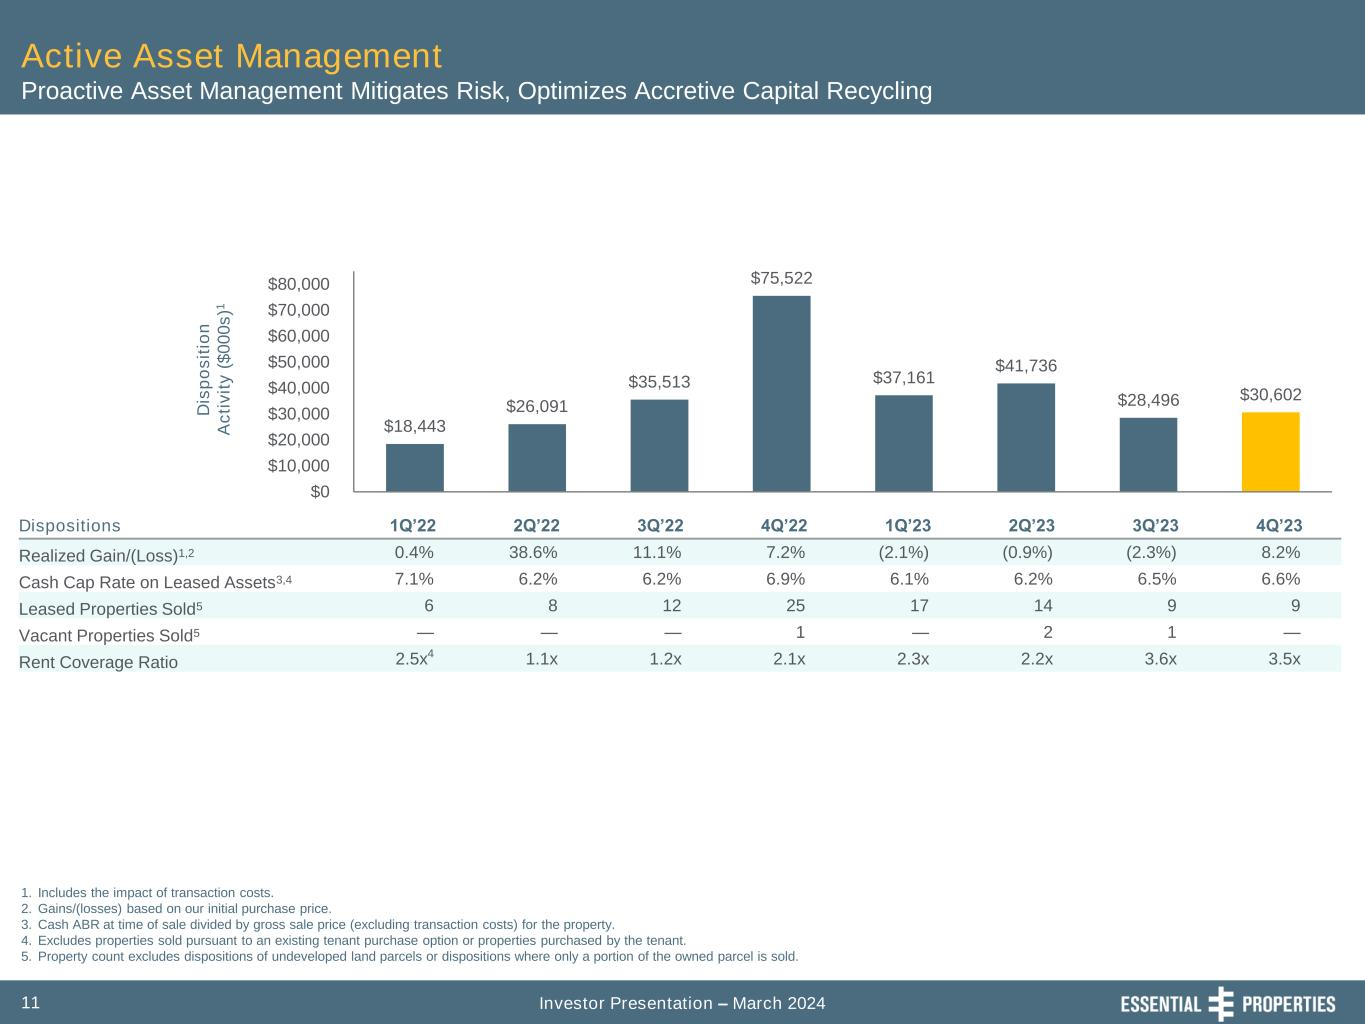 Active Asset Management
Proactive Asset Management Mitigates Risk, Optimizes Accretive Capital Recycling
Disposition
Activity ($000s)1
$80,000
$70,000
$60,000
$50,000
$40,000
$30,000
$20,000
$10,000
$0
$18,443
$26,091
$35,513
$75,522
$37,161
$41,736
$28,496
$30,602
Dispositions 1Q’22 2Q’22 3Q’22 4Q’22 1Q’23 2Q’23 3Q’23 4Q’23
Realized Gain/(Loss)1,2 0.4% 38.6% 11.1% 7.2% (2.1%) (0.9%) (2.3%) 8.2%
Cash Cap Rate on Leased Assets3,4 7.1% 6.2% 6.2% 6.9% 6.1% 6.2% 6.5% 6.6%
Leased Properties Sold5 6 8 12 25 17 14 9 9
Vacant Properties Sold5 — — — 1 — 2 1 —
Rent Coverage Ratio 2.5x4 1.1x 1.2x 2.1x 2.3x 2.2x 3.6x 3.5x
1. Includes the impact of transaction costs.
2. Gains/(losses) based on our initial purchase price.
3. Cash ABR at time of sale divided by gross sale price (excluding transaction costs) for the property.
4. Excludes properties sold pursuant to an existing tenant purchase option or properties purchased by the tenant.
5. Property count excludes dispositions of undeveloped land parcels or dispositions where only a portion of the owned parcel is sold.
11
Investor Presentation – March 2024
ESSENTIAL PROPERTIES